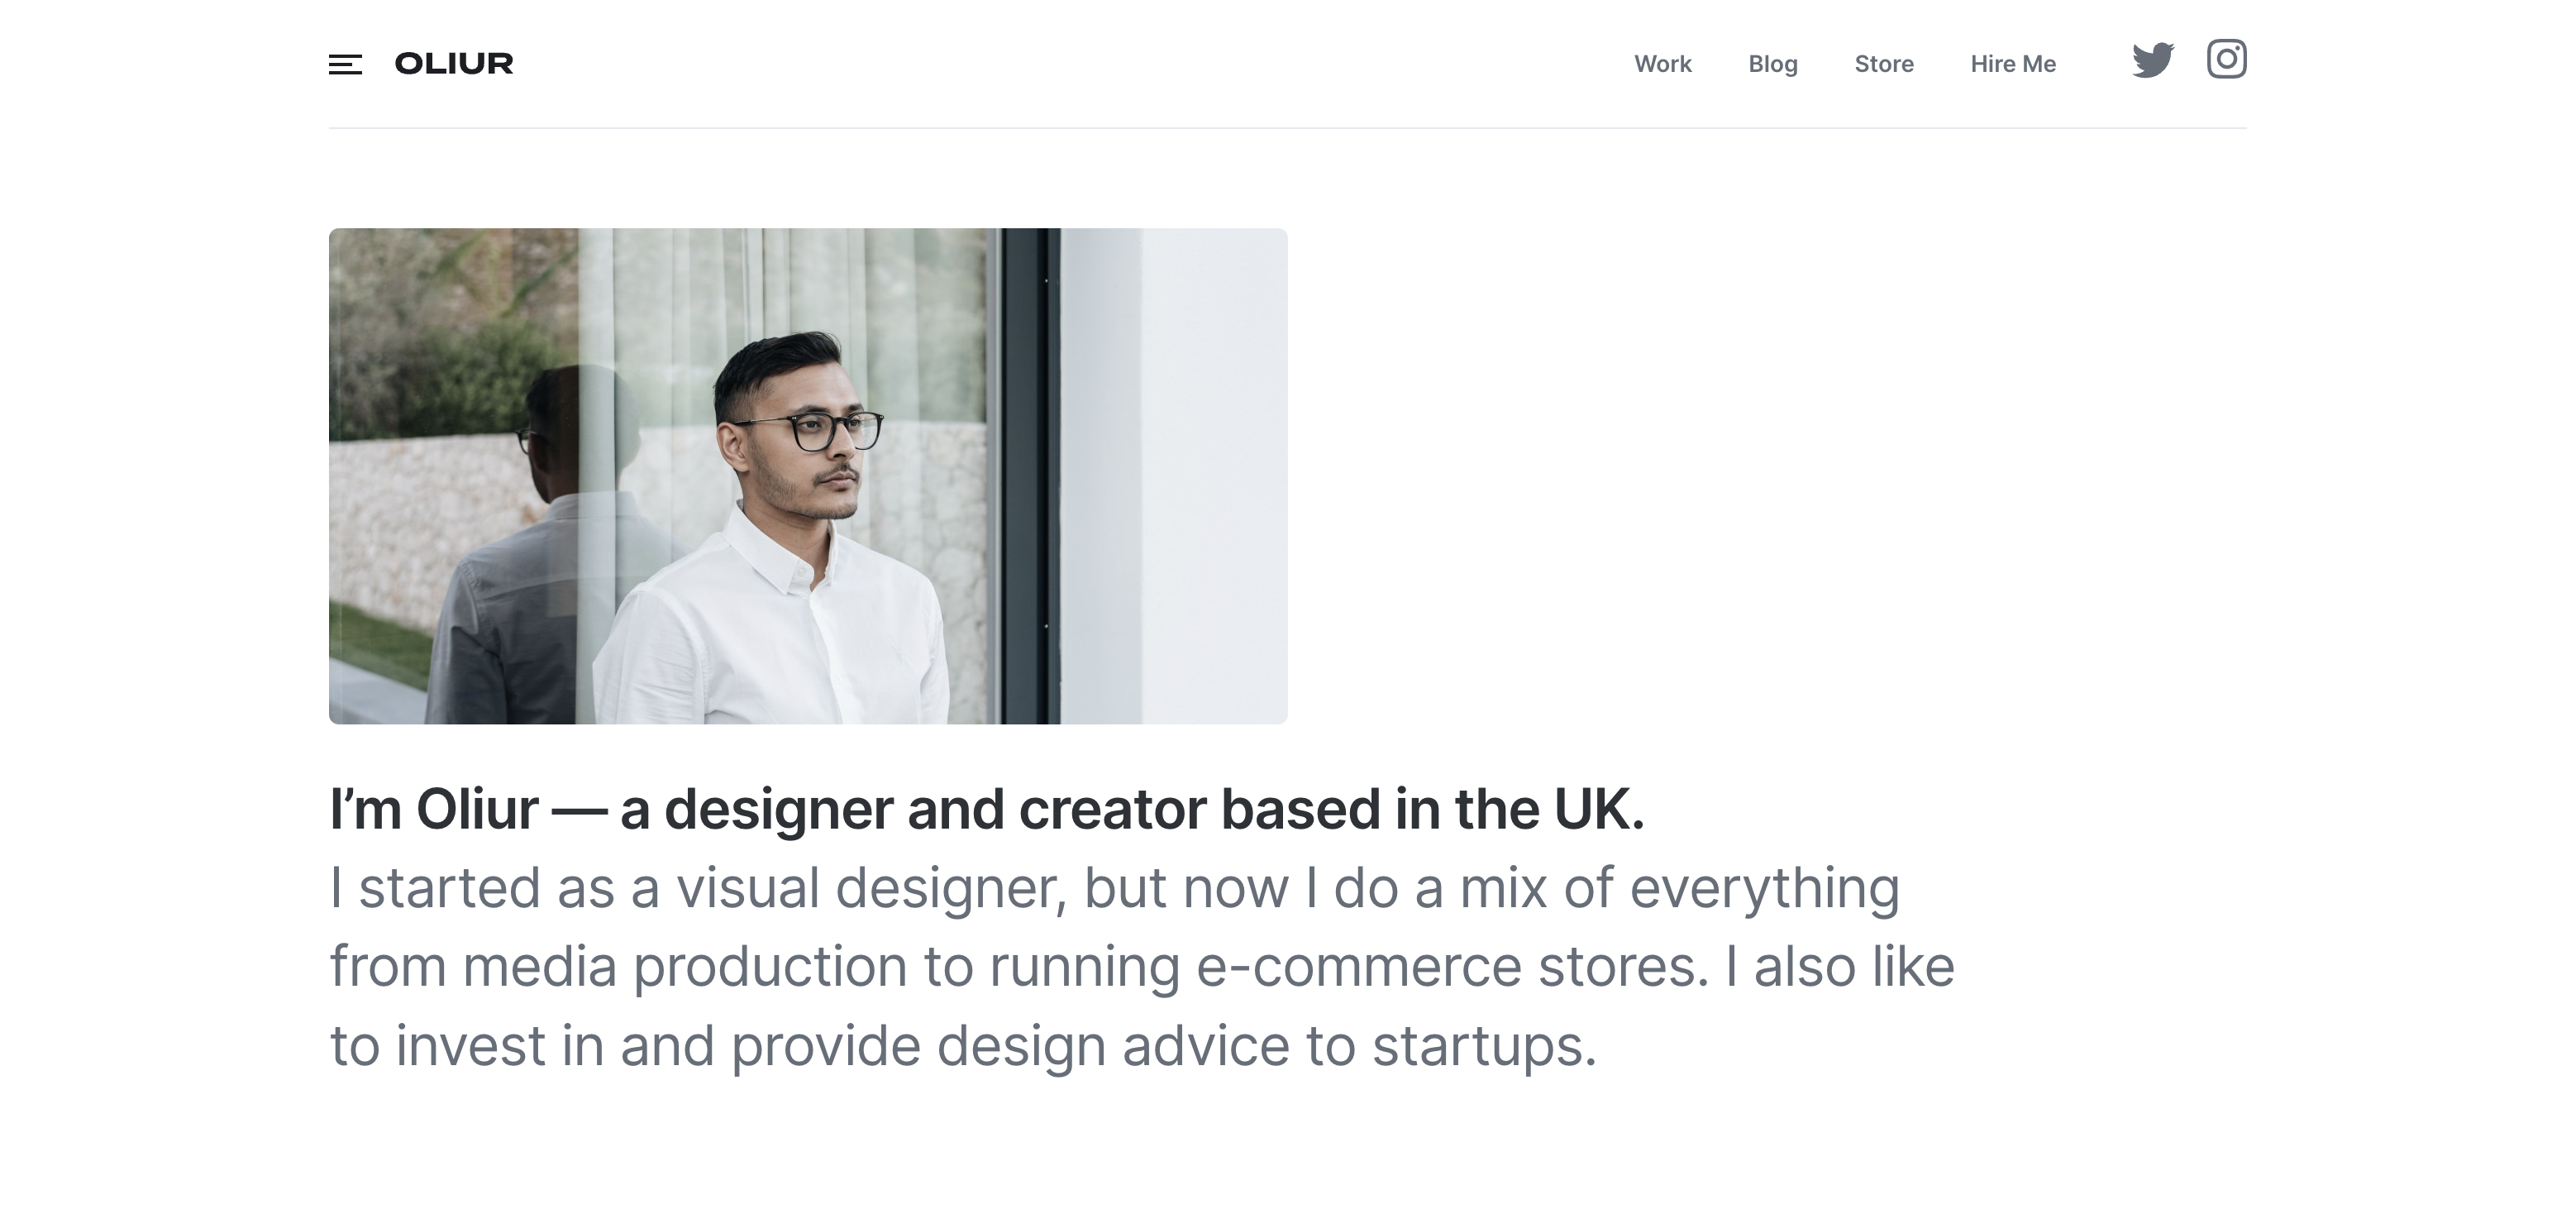 OLIUR
Work
Blog
Store
Hire Me
I’m Oliur — a designer and creator based in the UK.
I started as a visual designer, but now I do a mix of everything
from media production to running e-commerce stores. I also like
to invest in and provide design advice to startups.